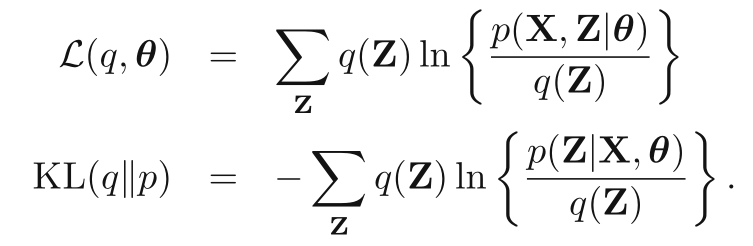 ℒ(q, θ) = ∑_Z q(Z) ln { p(X, Z|θ) / q(Z) }
KL(q‖p) = − ∑_Z q(Z) ln { p(Z|X, θ) / q(Z) } .